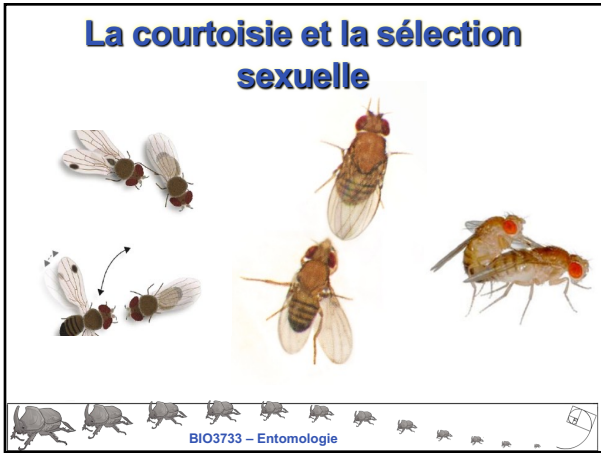 La courtoisie et la sélection
sexuelle
BIO3733 – Entomologie